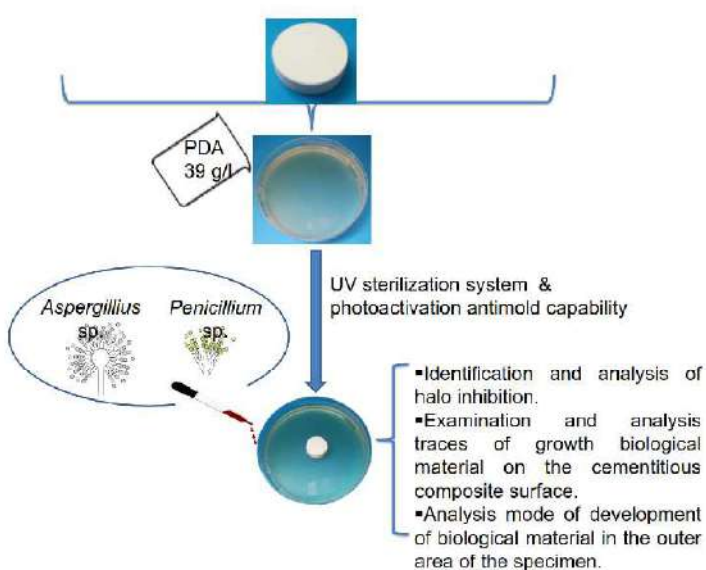 PDA
39 g/l
UV sterilization system &
photoactivation antimold capability
Aspergillius
sp.
Penicillium
sp.
▪Identification and analysis of
halo inhibition.
▪Examination and analysis
traces of growth biological
material on the cementitious
composite surface.
▪Analysis mode of development
of biological material in the outer
area of the specimen.